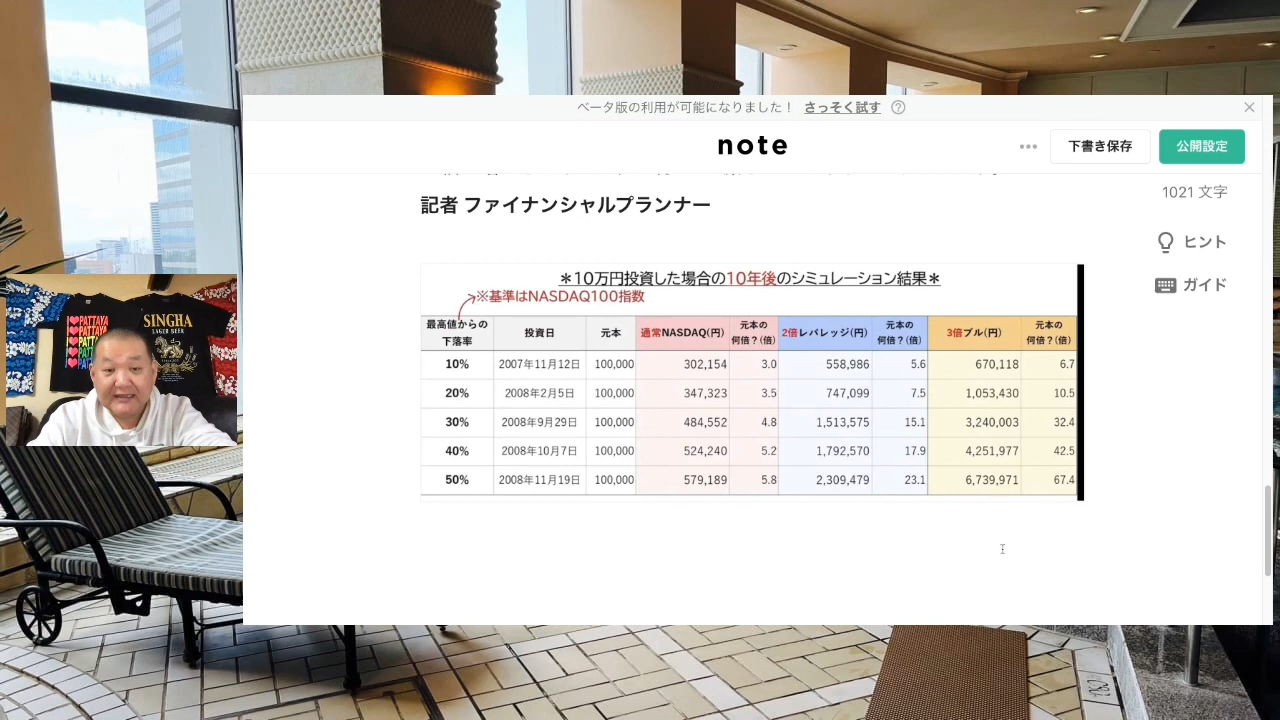 ベータ版の利用が可能になりました！ さっそく試す ?
note
下書き保存
公開設定
1021 文字
記者 ファイナンシャルプランナー
ヒント
ガイド
＊10万円投資した場合の10年後のシミュレーション結果＊
※基準はNASDAQ100指数
最高値からの下落率 投資日 元本 通常NASDAQ(円) 元本の何倍？(倍) 2倍レバレッジ(円) 元本の何倍？(倍) 3倍ブル(円) 元本の何倍？(倍)
10% 2007年11月12日 100,000 302,154 3.0 558,986 5.6 670,118 6.7
20% 2008年2月5日 100,000 347,323 3.5 747,099 7.5 1,053,430 10.5
30% 2008年9月29日 100,000 484,552 4.8 1,513,575 15.1 3,240,003 32.4
40% 2008年10月7日 100,000 524,240 5.2 1,792,570 17.9 4,251,977 42.5
50% 2008年11月19日 100,000 579,189 5.8 2,309,479 23.1 6,739,971 67.4
I PATTAYA
I PATTAYA
I PATTAYA
SINGHA
LAGER BEER